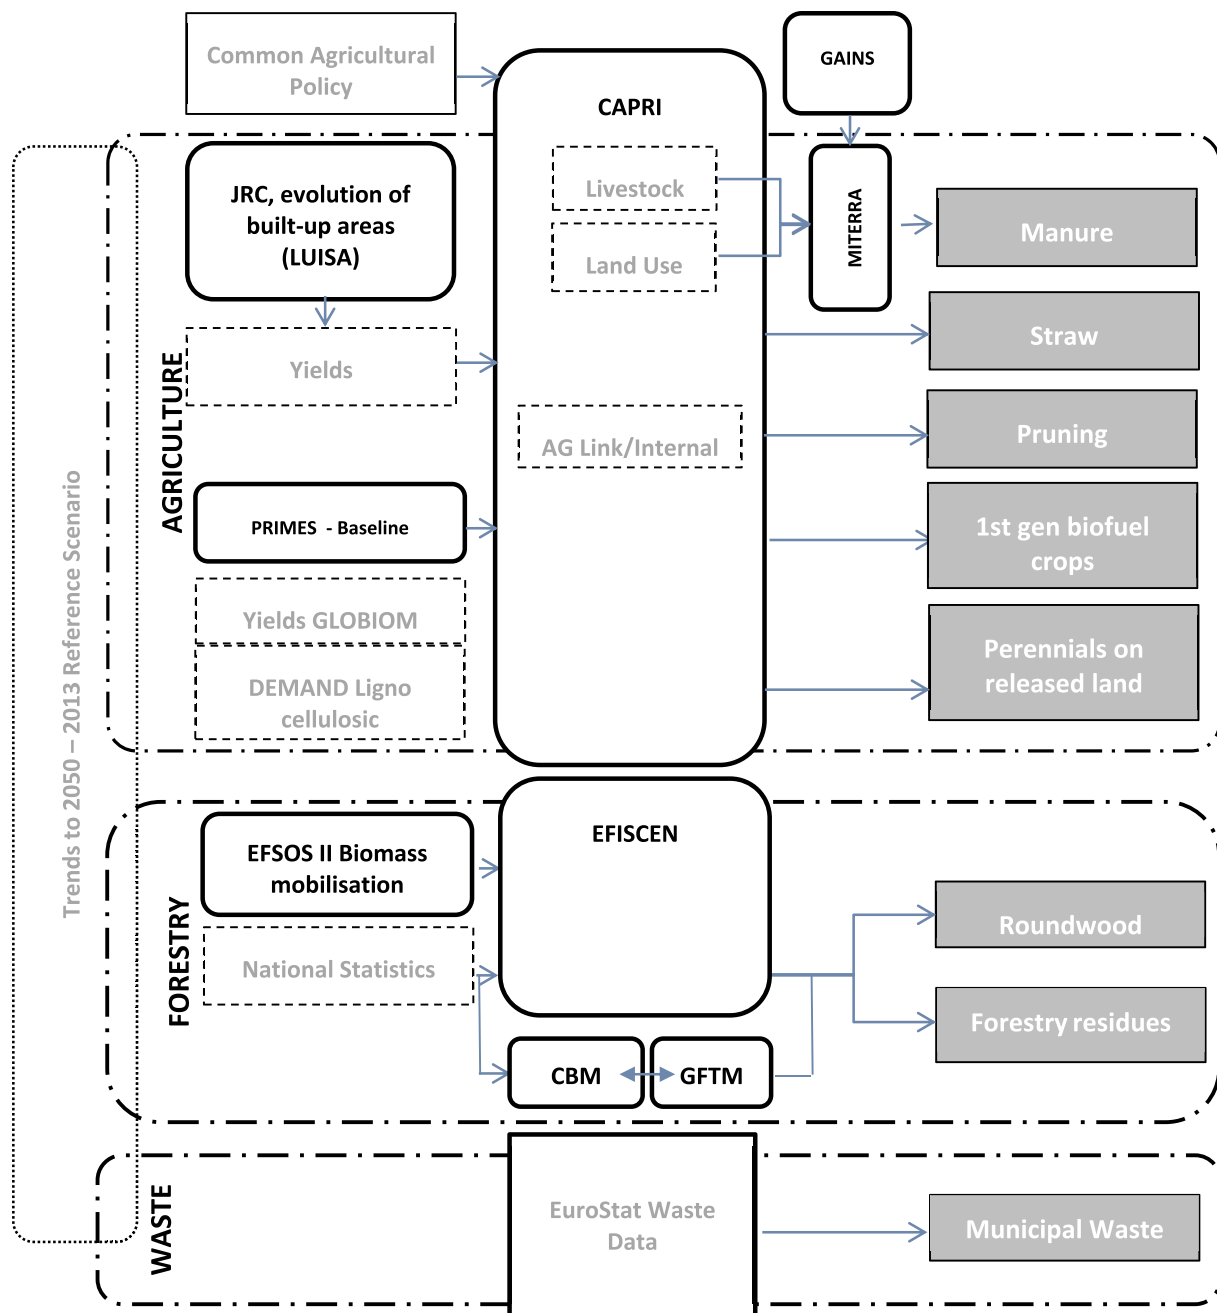 Common Agricultural
Policy
CAPRI
GAINS
Trends to 2050 – 2013 Reference Scenario
AGRICULTURE
JRC, evolution of
built-up areas
(LUISA)
Yields
PRIMES - Baseline
Yields GLOBIOM
DEMAND Ligno
cellulosic
Livestock
Land Use
AG Link/Internal
MITERRA
Manure
Straw
Pruning
1st gen biofuel
crops
Perennials on
released land
FORESTRY
EFSOS II Biomass
mobilisation
National Statistics
EFISCEN
CBM
GFTM
Roundwood
Forestry residues
WASTE
EuroStat Waste
Data
Municipal Waste